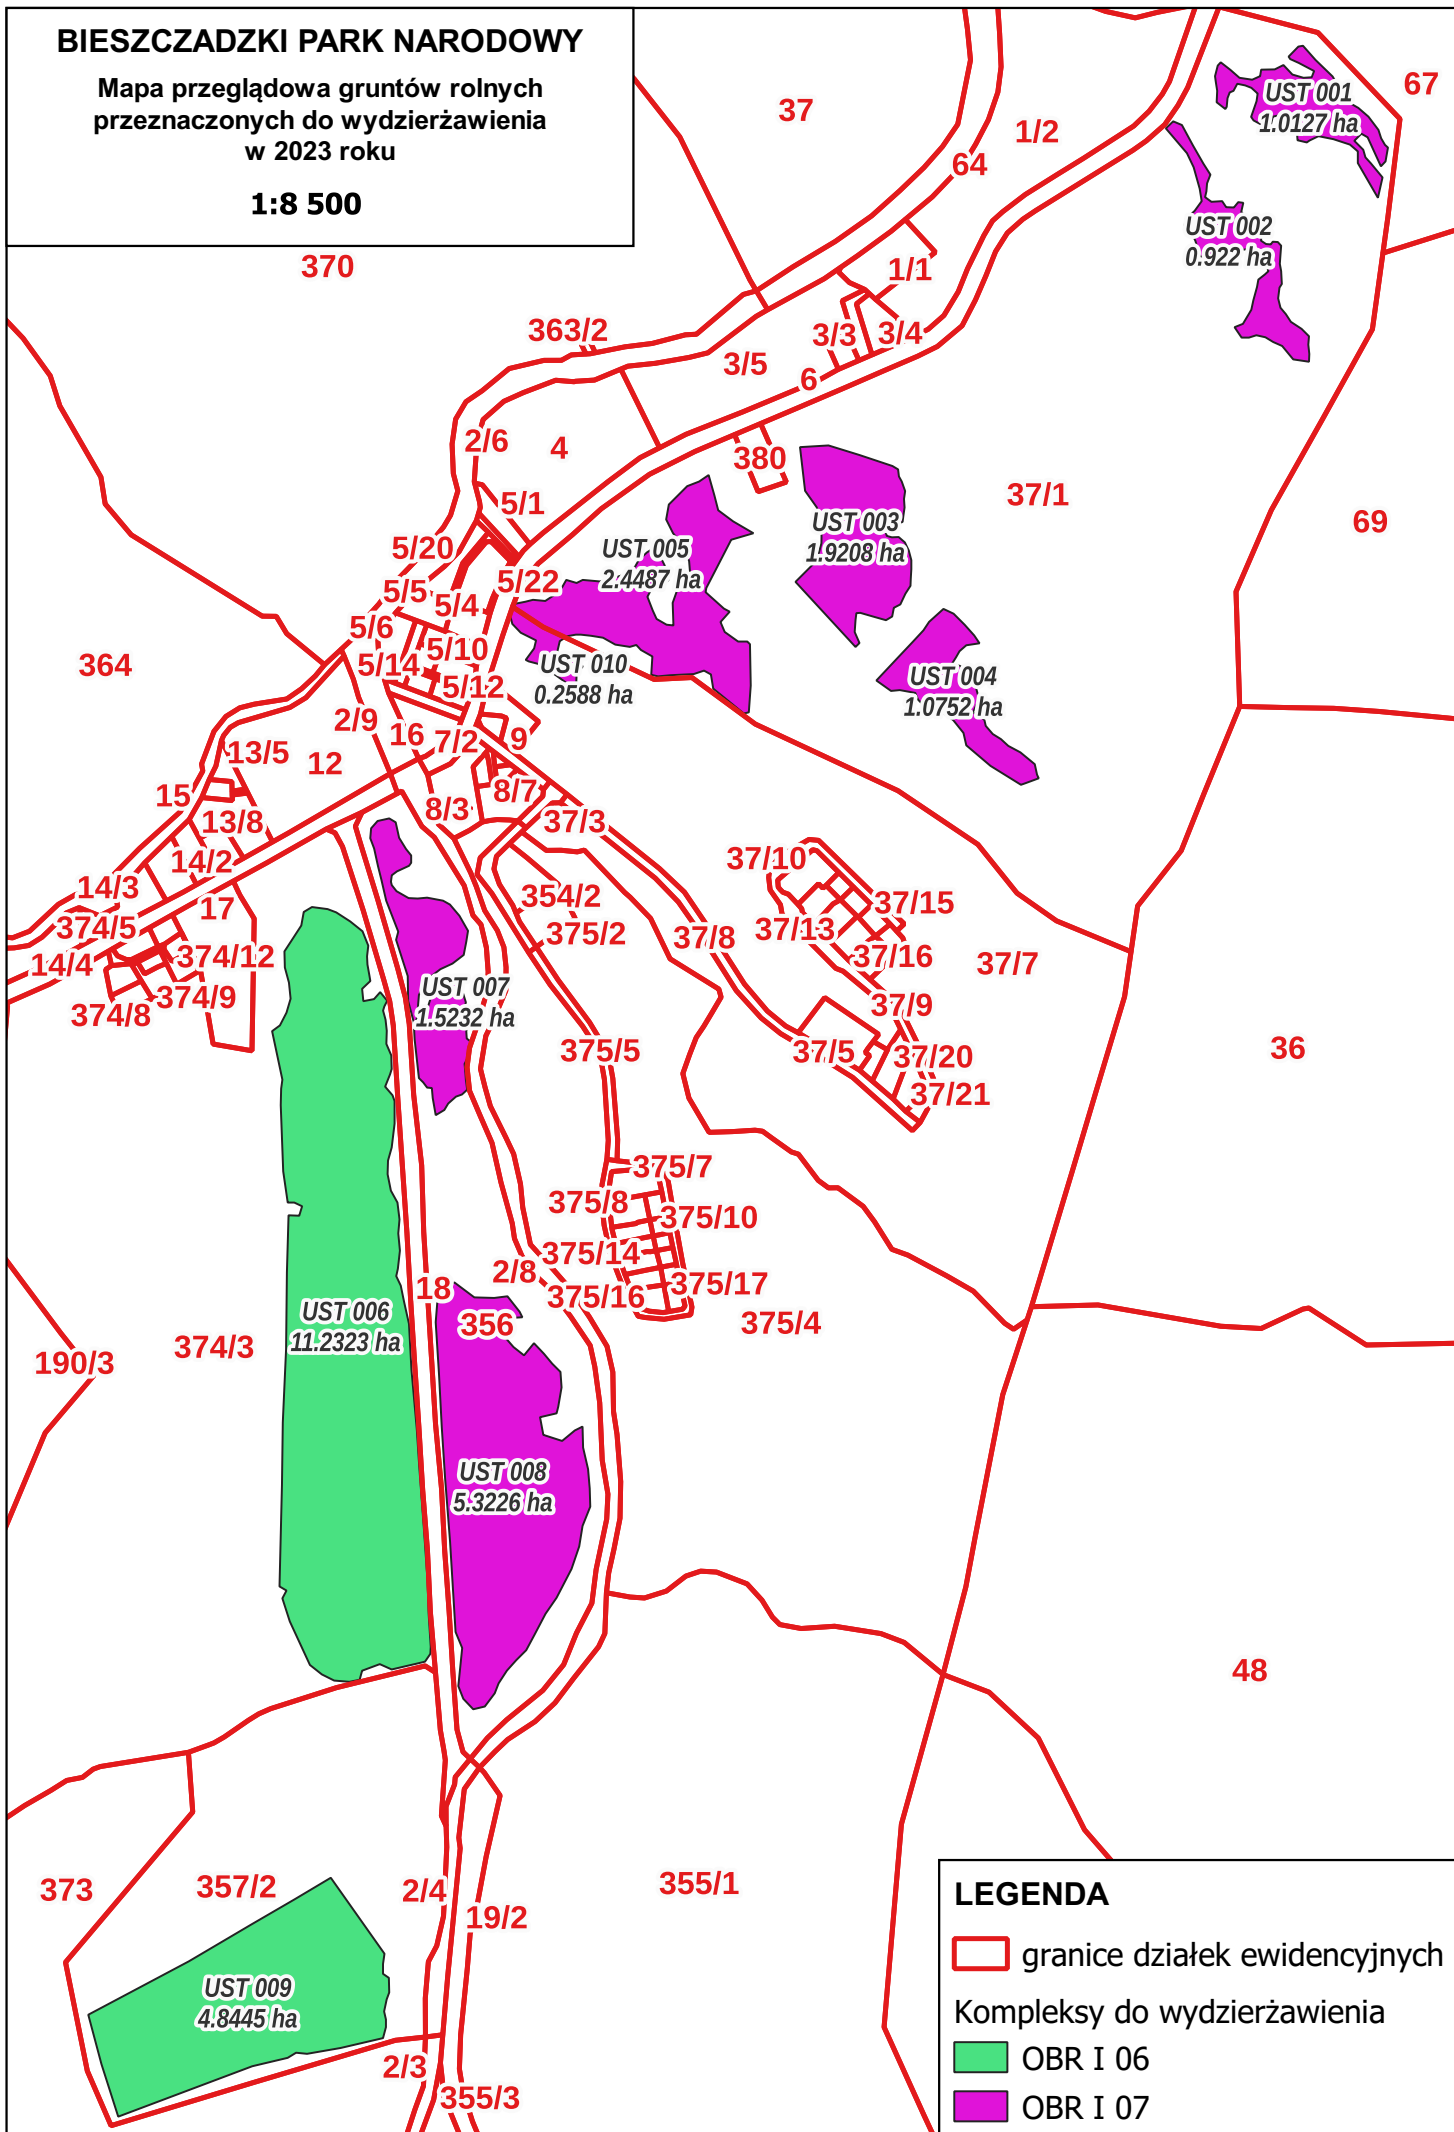 BIESZCZADZKI PARK NARODOWY
Mapa przeglądowa gruntów rolnych
przeznaczonych do wydzierżawienia
w 2023 roku
1:8 500
67
37
UST 001
1.0127 ha
1/2
64
UST 002
0.922 ha
370
1/1
363/2
3/3
3/4
3/5
6
2/6
4
380
37/1
5/1
69
UST 003
1.9208 ha
5/20
UST 005
2.4487 ha
5/22
5/5
5/4
5/6
5/10
364
5/14
UST 010
0.2588 ha
UST 004
1.0752 ha
5/12
2/9
16
7/2
9
13/5
12
8/7
15
8/3
13/8
37/3
14/2
37/10
14/3
354/2
37/15
17
374/5
375/2
37/13
37/8
374/12
37/16
14/4
37/7
UST 007
1.5232 ha
374/9
374/8
37/9
375/5
37/5
37/20
36
37/21
375/7
375/8
375/10
375/14
2/8
18
375/17
375/16
UST 006
11.2323 ha
356
375/4
374/3
190/3
UST 008
5.3226 ha
48
373
357/2
2/4
355/1
19/2
UST 009
4.8445 ha
2/3
355/3
LEGENDA
granice działek ewidencyjnych
Kompleksy do wydzierżawienia
OBR I 06
OBR I 07